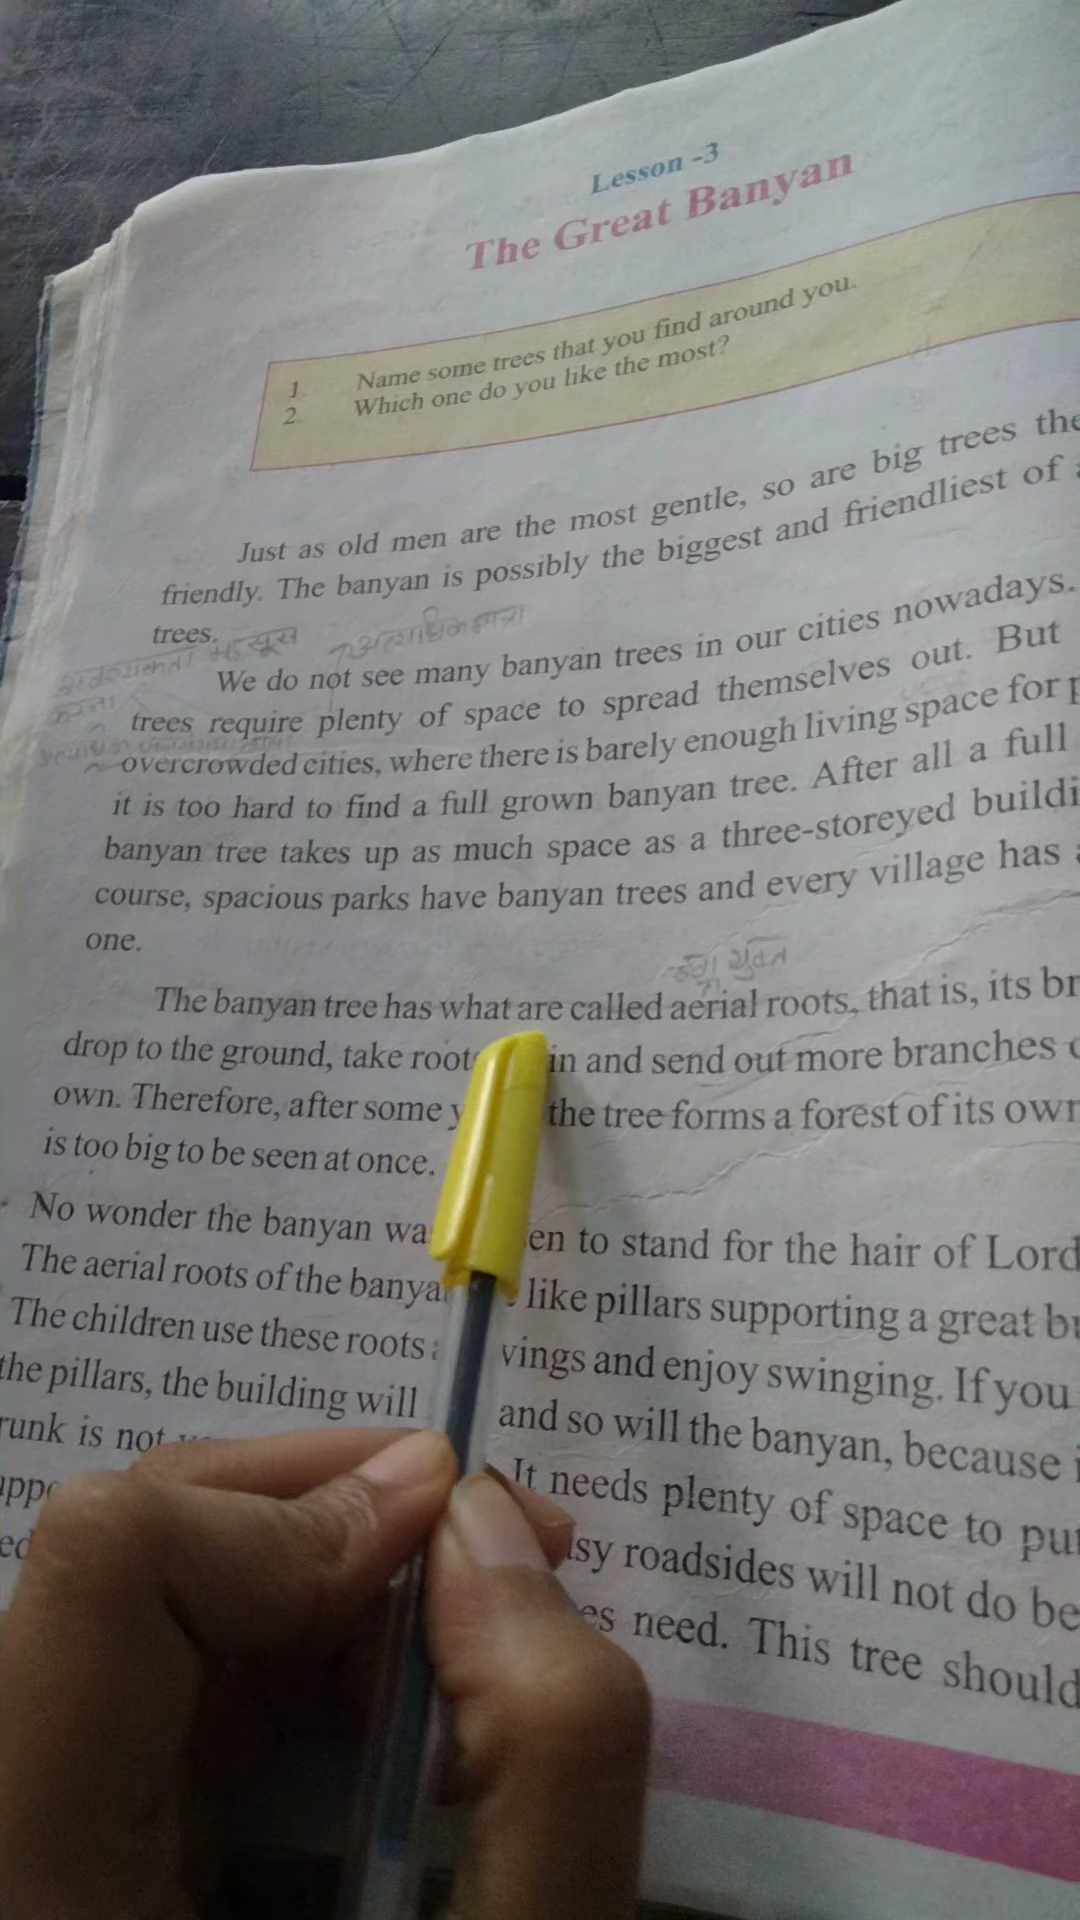 Lesson -3
The Great Banyan
1. Name some trees that you find around you.
2. Which one do you like the most?
Just as old men are the most gentle, so are big trees the
friendly. The banyan is possibly the biggest and friendliest of
trees.
महसूस अत्याधिक मात्रा
We do not see many banyan trees in our cities nowadays.
करना
trees require plenty of space to spread themselves out. But
overcrowded cities, where there is barely enough living space for
it is too hard to find a full grown banyan tree. After all a full
banyan tree takes up as much space as a three-storeyed buildi
course, spacious parks have banyan trees and every village has
one.
युक्त
The banyan tree has what are called aerial roots, that is, its br
drop to the ground, take root in and send out more branches
own. Therefore, after some the tree forms a forest of its own
is too big to be seen at once.
No wonder the banyan wa en to stand for the hair of Lord
The aerial roots of the banya like pillars supporting a great bu
The children use these roots vings and enjoy swinging. If you
the pillars, the building will and so will the banyan, because
runk is not It needs plenty of space to pu
uppo isy roadsides will not do be
ed es need. This tree should